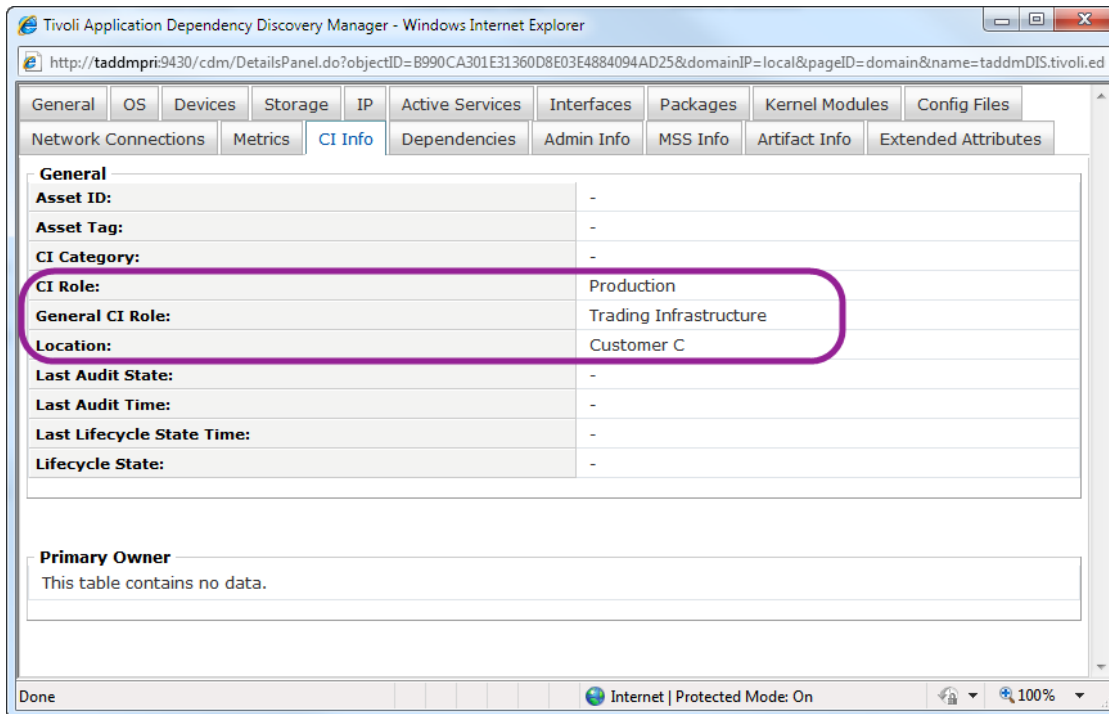 Tivoli Application Dependency Discovery Manager - Windows Internet Explorer
http://taddmpri:9430/cdm/DetailsPanel.do?objectID=B990CA301E31360D8E03E4884094AD25&domainIP=local&pageID=domain&name=taddmDIS.tivoli.ed
General OS Devices Storage IP Active Services Interfaces Packages Kernel Modules Config Files
Network Connections Metrics CI Info Dependencies Admin Info MSS Info Artifact Info Extended Attributes
General
Asset ID: -
Asset Tag: -
CI Category: -
CI Role: Production
General CI Role: Trading Infrastructure
Location: Customer C
Last Audit State: -
Last Audit Time: -
Last Lifecycle State Time: -
Lifecycle State: -
Primary Owner
This table contains no data.
Done Internet | Protected Mode: On 100%